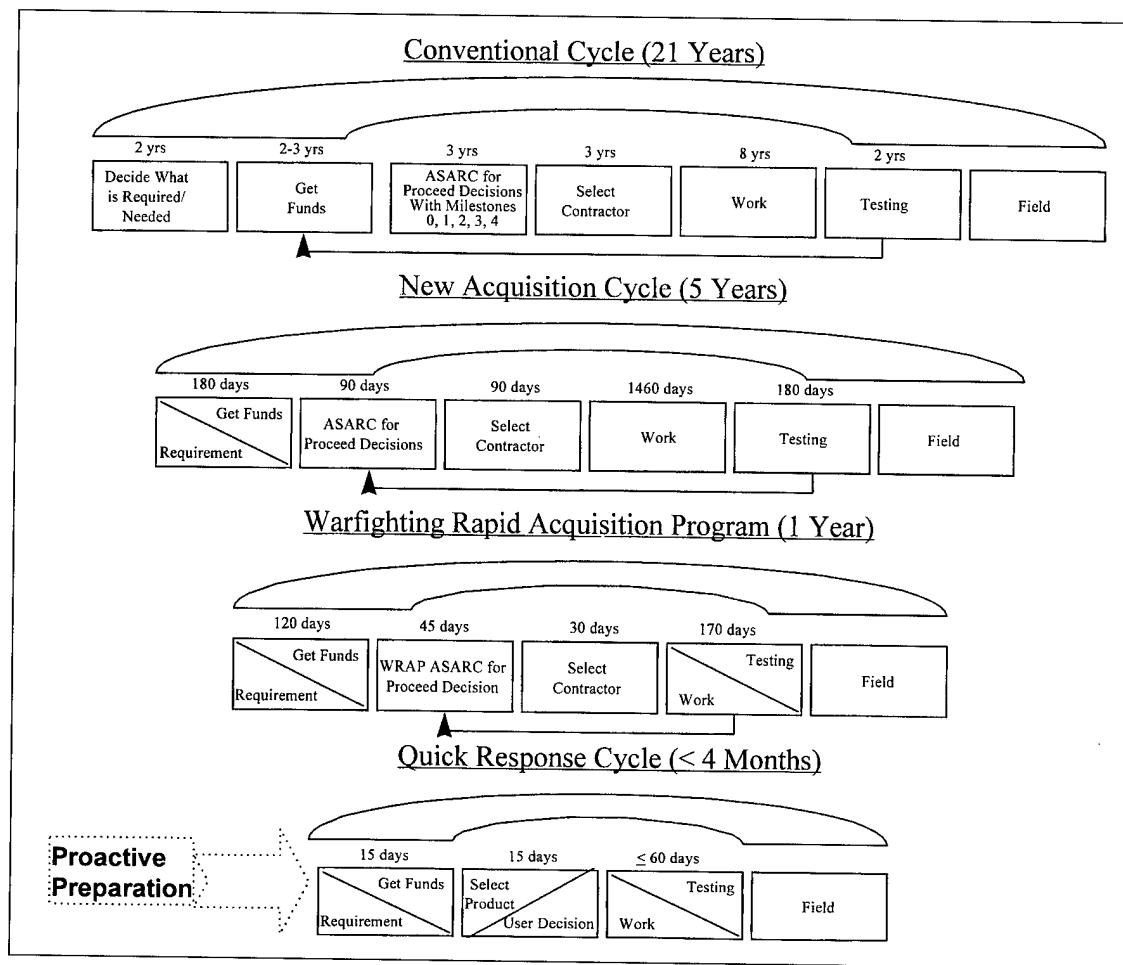 Conventional Cycle (21 Years)
2 yrs
2-3 yrs
3 yrs
3 yrs
8 yrs
2 yrs
Decide What
is Required/
Needed
Get
Funds
ASARC for
Proceed Decisions
With Milestones
0, 1, 2, 3, 4
Select
Contractor
Work
Testing
Field
New Acquisition Cycle (5 Years)
180 days
90 days
90 days
1460 days
180 days
Get Funds
Requirement
ASARC for
Proceed Decisions
Select
Contractor
Work
Testing
Field
Warfighting Rapid Acquisition Program (1 Year)
120 days
45 days
30 days
170 days
Get Funds
Requirement
WRAP ASARC for
Proceed Decision
Select
Contractor
Testing
Work
Field
Quick Response Cycle (< 4 Months)
Proactive
Preparation
15 days
15 days
≤ 60 days
Get Funds
Requirement
Select
Product
User Decision
Testing
Work
Field